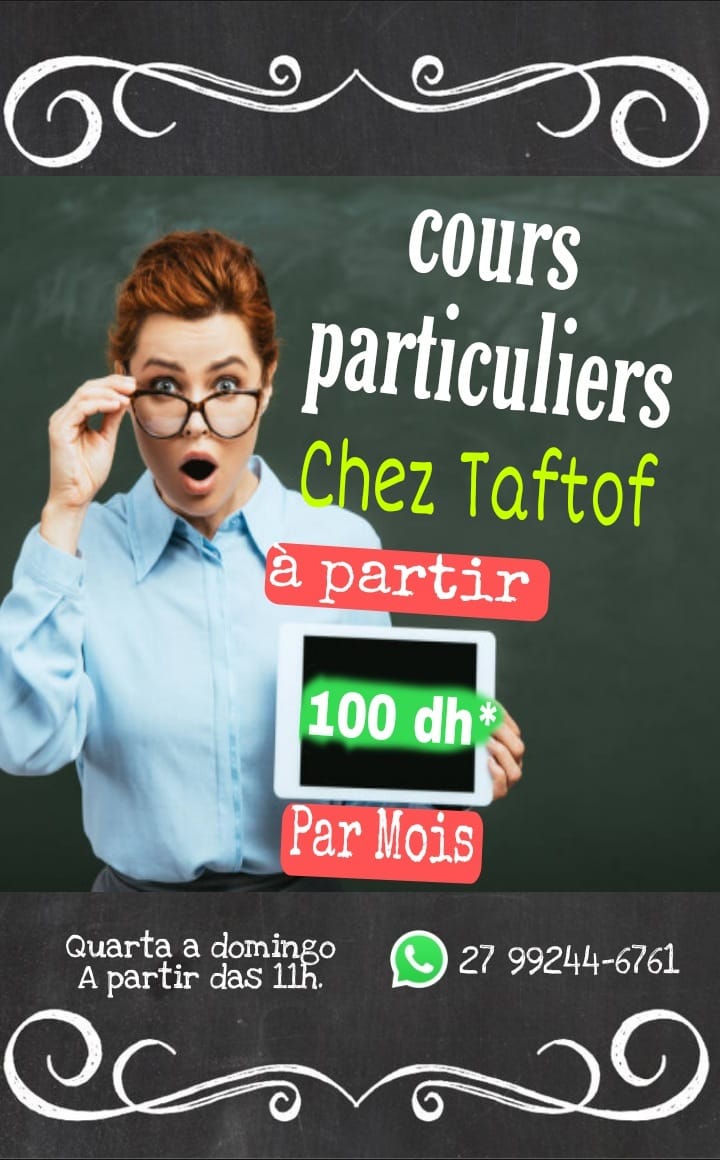 cours
particuliers
Chez Taftof
à partir
100 dh*
Par Mois
Quarta a domingo
A partir das 11h.
27 99244-6761